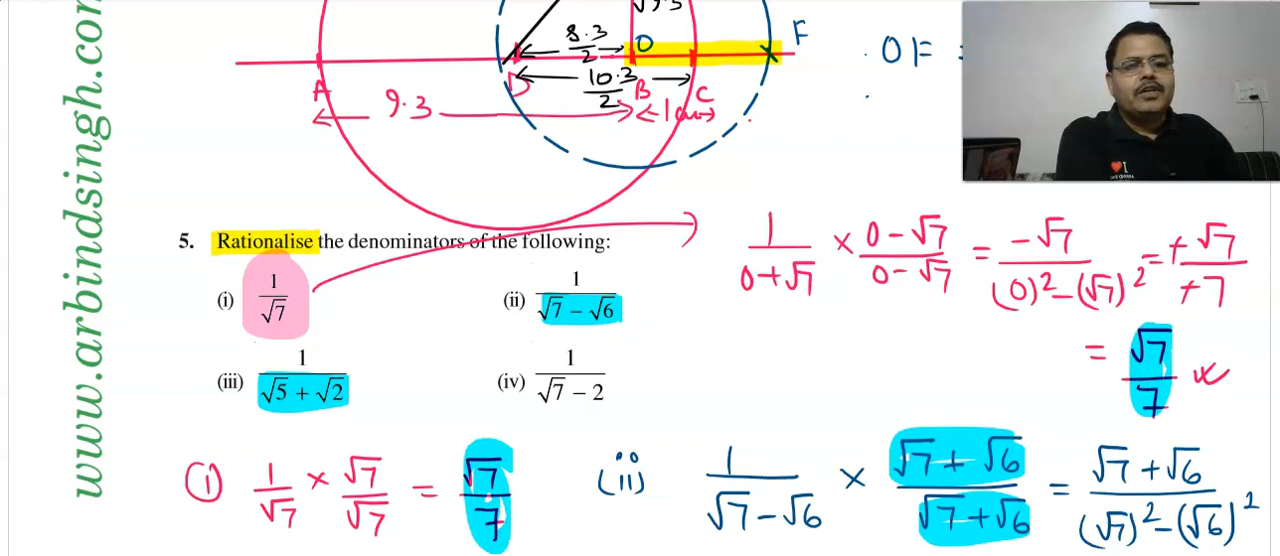 www.arbindsingh.com
8.3
2
O
F
OF =
10.3
2
A
D
B
C
9.3
1 cm
5. Rationalise the denominators of the following:
(i) 1/√7
(ii) 1/(√7 − √6)
(iii) 1/(√5 + √2)
(iv) 1/(√7 − 2)
1/(0+√7) × (0−√7)/(0−√7) = −√7/((0)² − (√7)²) = +√7/+7
= √7/7
(i) 1/√7 × √7/√7 = √7/7
(ii) 1/(√7 − √6) × (√7 + √6)/(√7 + √6) = (√7 + √6)/((√7)² − (√6)²)